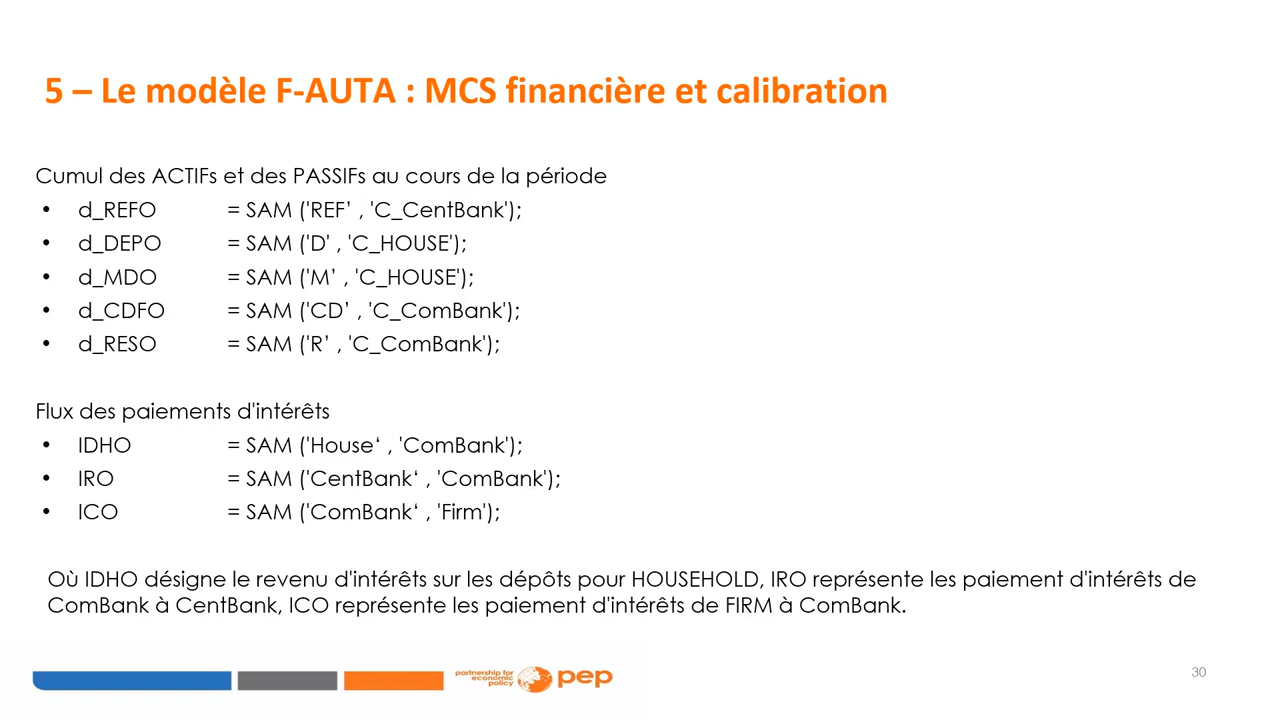 5 – Le modèle F-AUTA : MCS financière et calibration
Cumul des ACTIFs et des PASSIFs au cours de la période
• d_REFO = SAM ('REF’ , 'C_CentBank');
• d_DEPO = SAM ('D' , 'C_HOUSE');
• d_MDO = SAM ('M’ , 'C_HOUSE');
• d_CDFO = SAM ('CD’ , 'C_ComBank');
• d_RESO = SAM ('R’ , 'C_ComBank');
Flux des paiements d'intérêts
• IDHO = SAM ('House‘ , 'ComBank');
• IRO = SAM ('CentBank‘ , 'ComBank');
• ICO = SAM ('ComBank‘ , 'Firm');
Où IDHO désigne le revenu d'intérêts sur les dépôts pour HOUSEHOLD, IRO représente les paiement d'intérêts de
ComBank à CentBank, ICO représente les paiement d'intérêts de FIRM à ComBank.
partnership for
economic
policy
pep
30